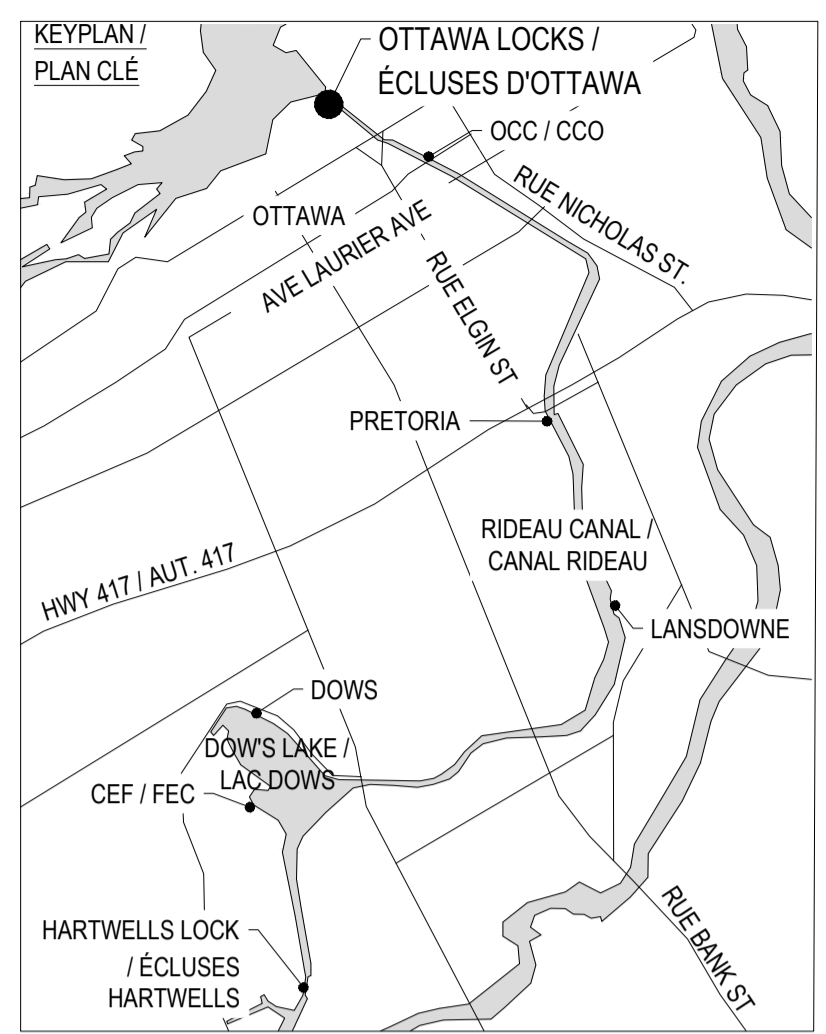 KEYPLAN /
PLAN CLÉ
OTTAWA LOCKS /
ÉCLUSES D'OTTAWA
OCC / CCO
RUE NICHOLAS ST.
OTTAWA
AVE LAURIER AVE
RUE ELGIN ST
PRETORIA
RIDEAU CANAL /
CANAL RIDEAU
HWY 417 / AUT. 417
LANSDOWNE
DOWS
DOW'S LAKE /
LAC DOWS
CEF / FEC
HARTWELLS LOCK
/ ÉCLUSES
HARTWELLS
RUE BANK ST